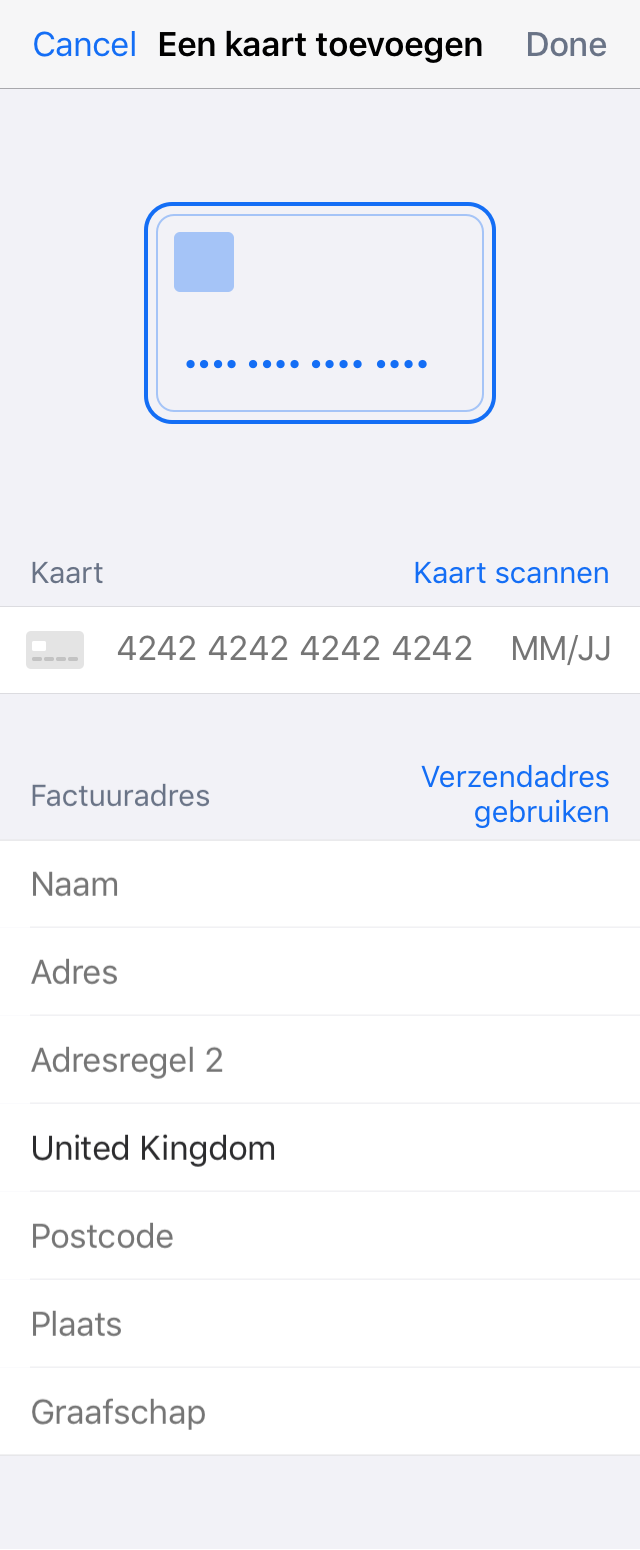 Cancel Een kaart toevoegen Done
•••• •••• •••• ••••
Kaart Kaart scannen
4242 4242 4242 4242 MM/JJ
Factuuradres Verzendadres
gebruiken
Naam
Adres
Adresregel 2
United Kingdom
Postcode
Plaats
Graafschap